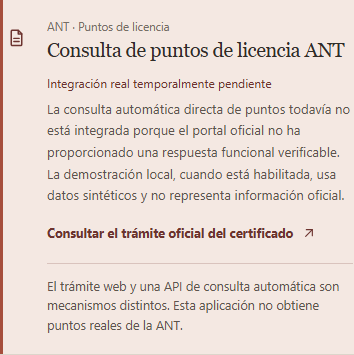 ANT · Puntos de licencia
Consulta de puntos de licencia ANT
Integración real temporalmente pendiente
La consulta automática directa de puntos todavía no
está integrada porque el portal oficial no ha
proporcionado una respuesta funcional verificable.
La demostración local, cuando está habilitada, usa
datos sintéticos y no representa información oficial.
Consultar el trámite oficial del certificado
El trámite web y una API de consulta automática son
mecanismos distintos. Esta aplicación no obtiene
puntos reales de la ANT.